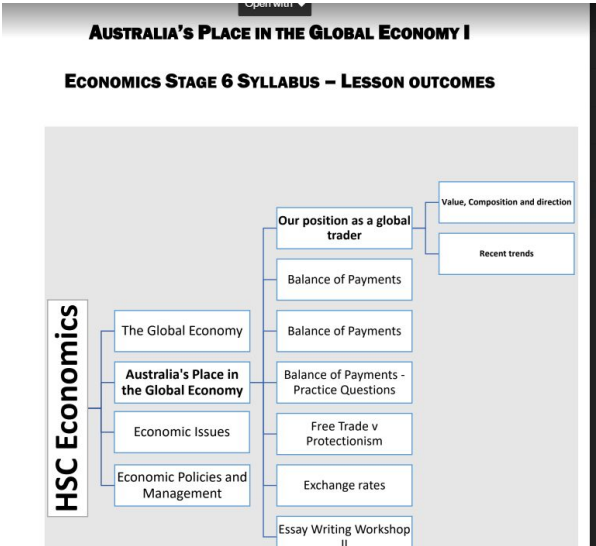 Open with
AUSTRALIA'S PLACE IN THE GLOBAL ECONOMY I
ECONOMICS STAGE 6 SYLLABUS – LESSON OUTCOMES
HSC Economics
The Global Economy
Australia's Place in
the Global Economy
Economic Issues
Economic Policies and
Management
Our position as a global
trader
Balance of Payments
Balance of Payments
Balance of Payments -
Practice Questions
Free Trade v
Protectionism
Exchange rates
Essay Writing Workshop
II
Value, Composition and direction
Recent trends